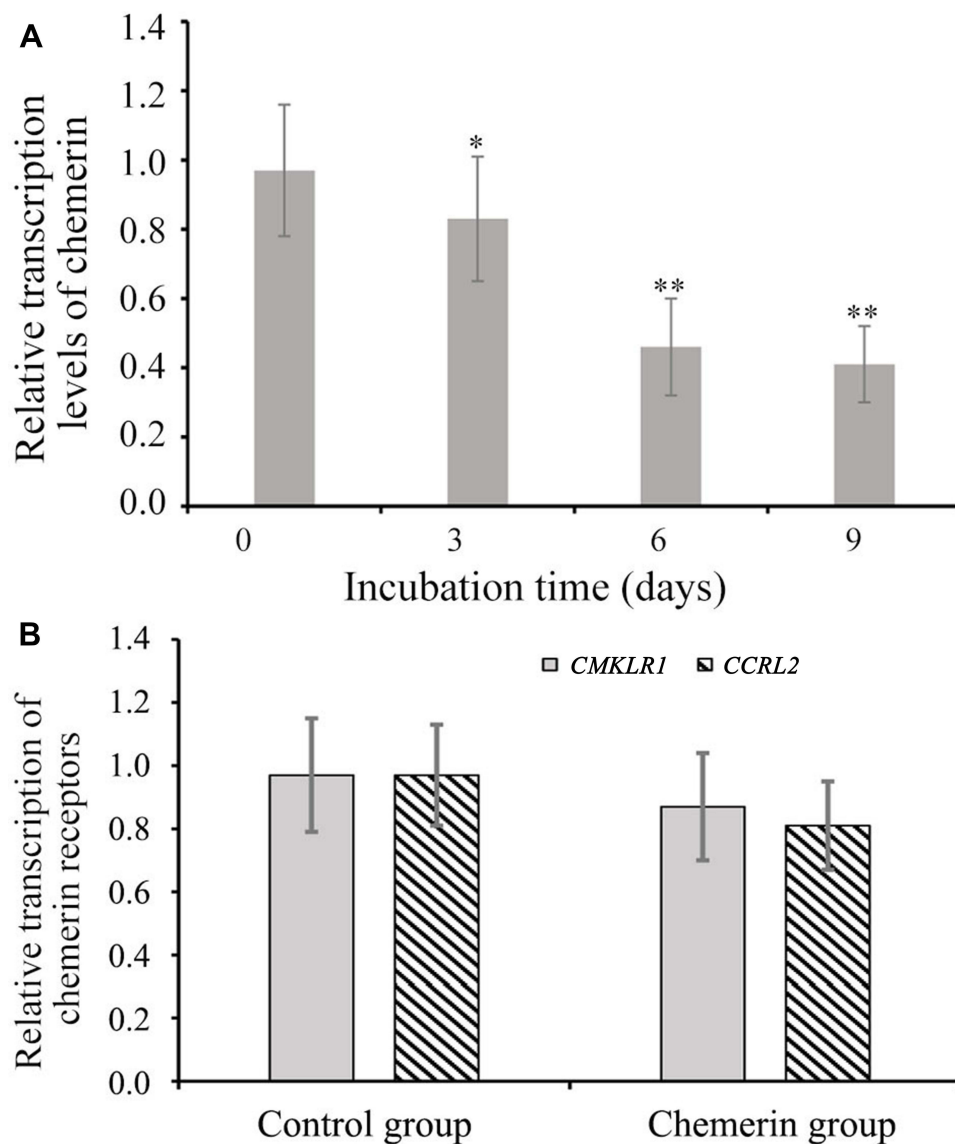 A
Relative transcription
levels of chemerin
1.4
1.2
1.0
0.8
0.6
0.4
0.2
0.0
*
**
**
0 3 6 9
Incubation time (days)
B
Relative transcription of
chemerin receptors
1.4
1.2
1.0
0.8
0.6
0.4
0.2
0.0
CMKLR1 CCRL2
Control group Chemerin group